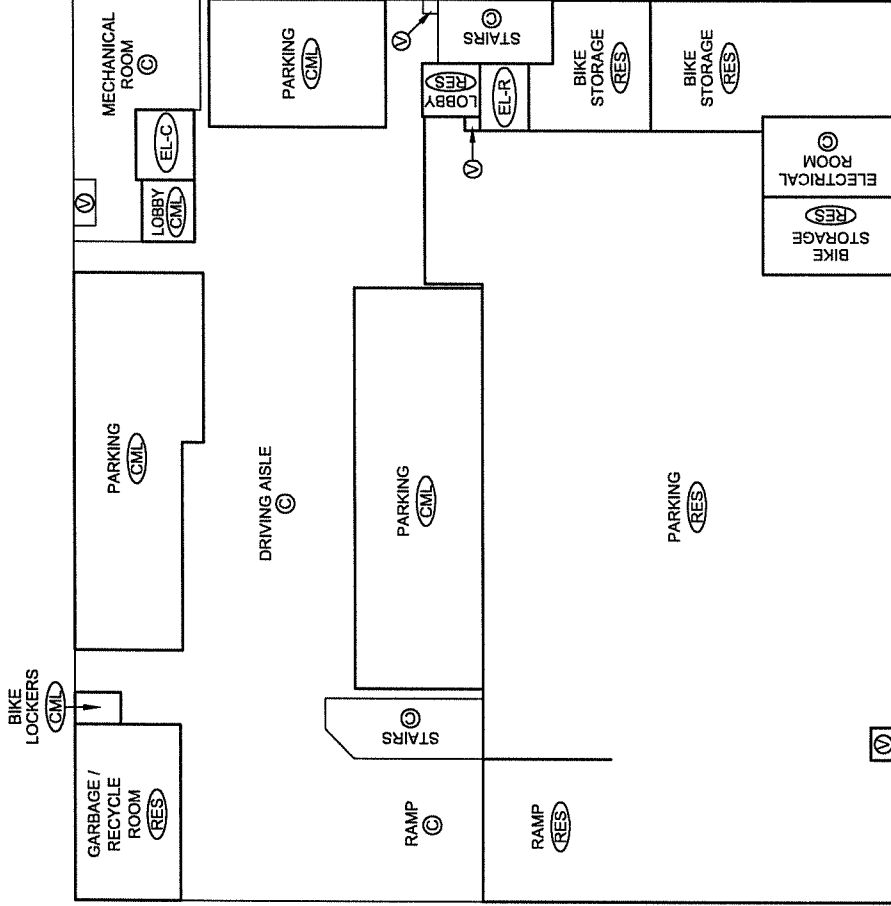 MECHANICAL
ROOM
C
EL-C
V
LOBBY
CML
PARKING
CML
V
STAIRS
C
LOBBY
RES
EL-R
V
BIKE
STORAGE
RES
BIKE
STORAGE
RES
ELECTRICAL
ROOM
C
BIKE
STORAGE
RES
PARKING
CML
DRIVING AISLE
C
PARKING
CML
PARKING
RES
BIKE
LOCKERS
CML
GARBAGE /
RECYCLE
ROOM
RES
STAIRS
C
RAMP
C
RAMP
RES
V